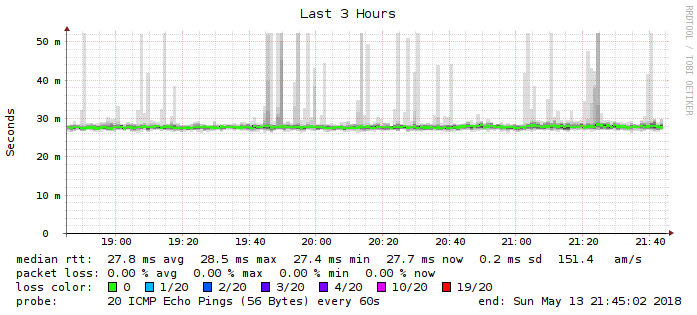 Last 3 Hours
RRDTOOL / TOBI OETIKER
Seconds
50 m
40 m
30 m
20 m
10 m
0
19:00 19:20 19:40 20:00 20:20 20:40 21:00 21:20 21:40
median rtt: 27.8 ms avg 28.5 ms max 27.4 ms min 27.7 ms now 0.2 ms sd 151.4 am/s
packet loss: 0.00 % avg 0.00 % max 0.00 % min 0.00 % now
loss color: 0 1/20 2/20 3/20 4/20 10/20 19/20
probe: 20 ICMP Echo Pings (56 Bytes) every 60s end: Sun May 13 21:45:02 2018